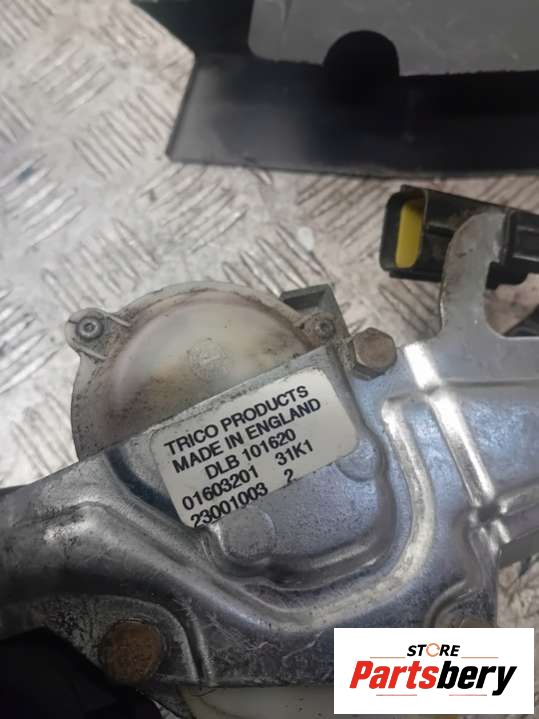 TRICO PRODUCTS
MADE IN ENGLAND
DLB 101620
01603201 31K1
23001003 2
STORE
Partsbery